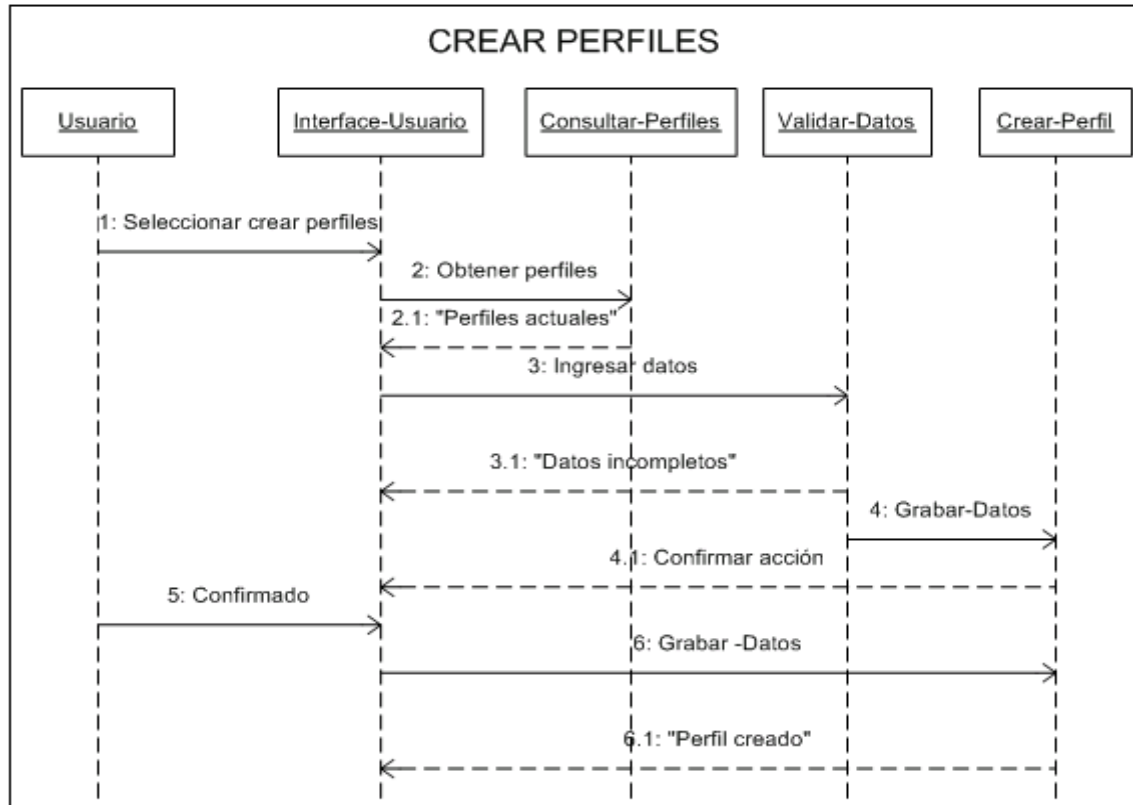 CREAR PERFILES
Usuario
Interface-Usuario
Consultar-Perfiles
Validar-Datos
Crear-Perfil
1: Seleccionar crear perfiles
2: Obtener perfiles
2.1: "Perfiles actuales"
3: Ingresar datos
3.1: "Datos incompletos"
4: Grabar-Datos
4.1: Confirmar acción
5: Confirmado
6: Grabar -Datos
6.1: "Perfil creado"